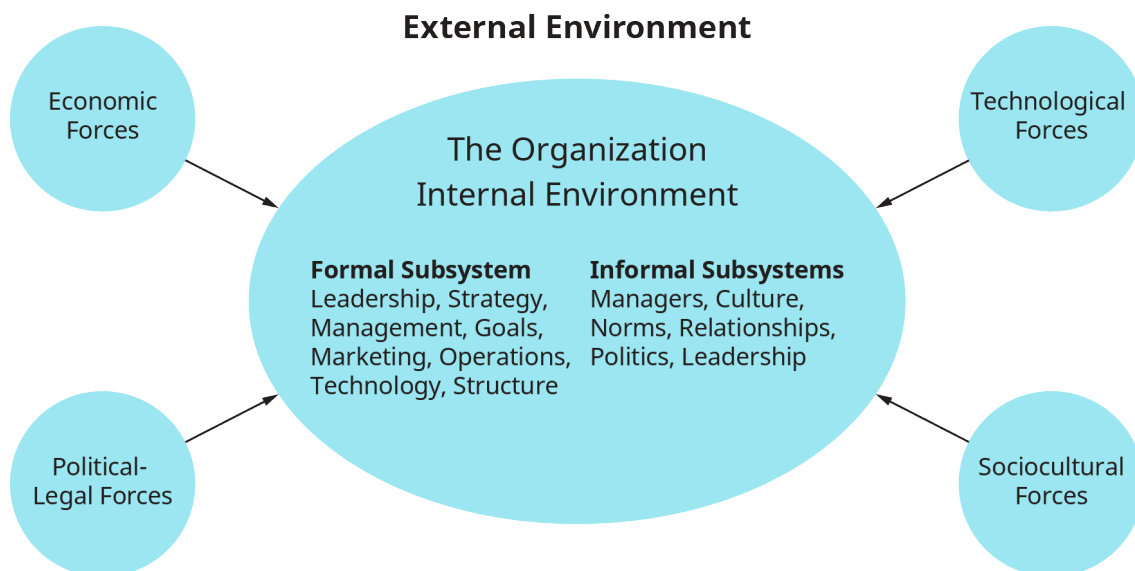 External Environment
Economic
Forces
Technological
Forces
The Organization
Internal Environment
Formal Subsystem
Leadership, Strategy,
Management, Goals,
Marketing, Operations,
Technology, Structure
Informal Subsystems
Managers, Culture,
Norms, Relationships,
Politics, Leadership
Political-
Legal Forces
Sociocultural
Forces